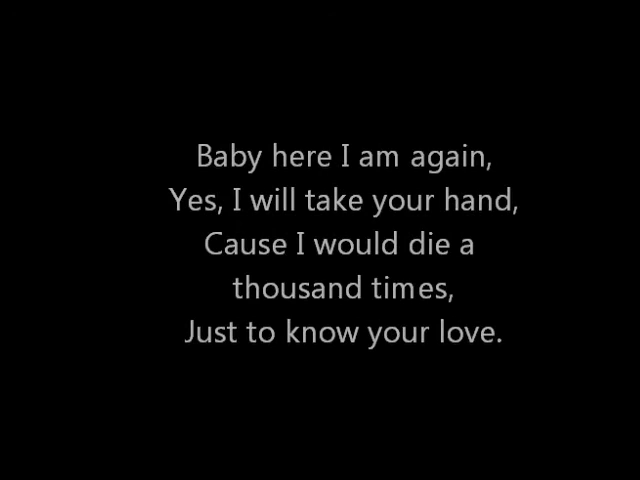 Baby here I am again,
Yes, I will take your hand,
Cause I would die a
thousand times,
Just to know your love.